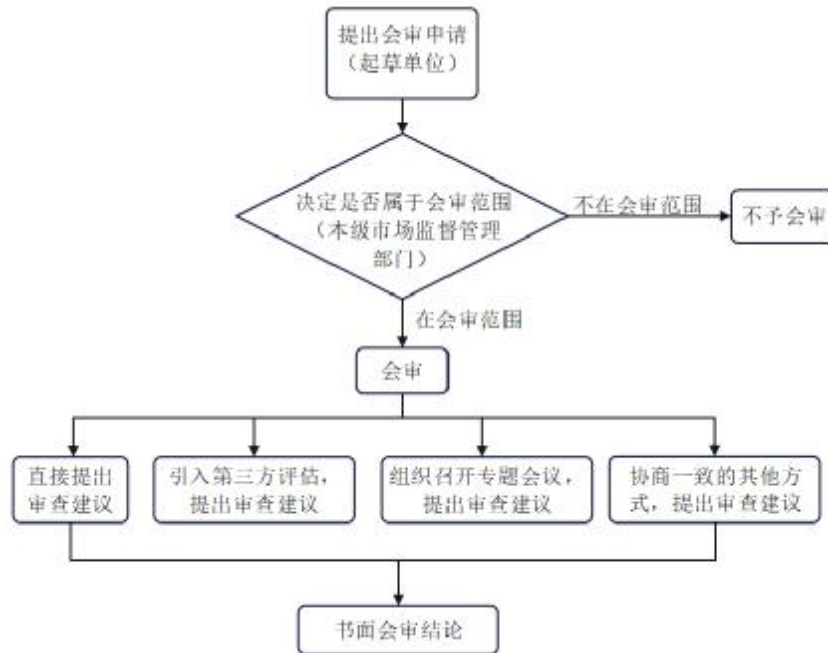 提出会审申请
（起草单位）
决定是否属于会审范围
（本级市场监督管理
部门）
不在会审范围
不予会审
在会审范围
会审
直接提出
审查建议
引入第三方评估，
提出审查建议
组织召开专题会议，
提出审查建议
协商一致的其他方
式，提出审查建议
书面会审结论